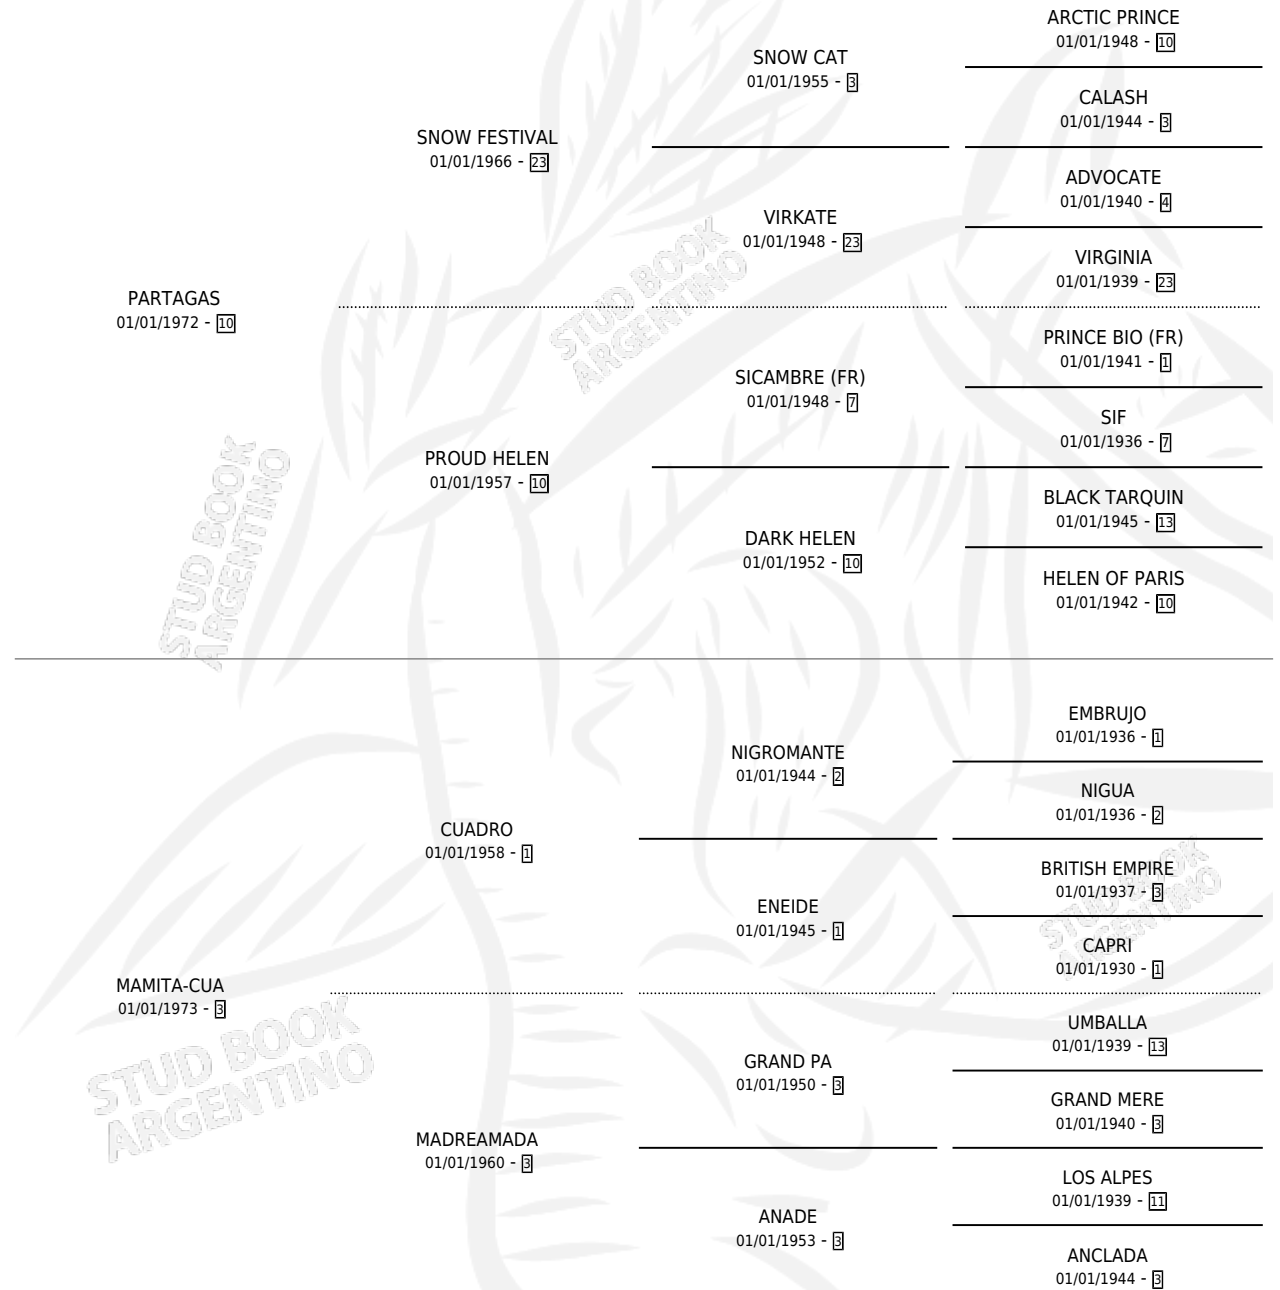 ARCTIC PRINCE
01/01/1948 - 10
SNOW CAT
01/01/1955 - 3
CALASH
01/01/1944 - 3
SNOW FESTIVAL
01/01/1966 - 23
ADVOCATE
01/01/1940 - 4
VIRKATE
01/01/1948 - 23
VIRGINIA
01/01/1939 - 23
PARTAGAS
01/01/1972 - 10
STUD BOOK
ARGENTINO
PRINCE BIO (FR)
01/01/1941 - 1
SICAMBRE (FR)
01/01/1948 - 7
SIF
01/01/1936 - 7
PROUD HELEN
01/01/1957 - 10
BLACK TARQUIN
01/01/1945 - 13
DARK HELEN
01/01/1952 - 10
HELEN OF PARIS
01/01/1942 - 10
STUD BOOK
ARGENTINO
EMBRUJO
01/01/1936 - 1
NIGROMANTE
01/01/1944 - 2
NIGUA
01/01/1936 - 2
CUADRO
01/01/1958 - 1
BRITISH EMPIRE
01/01/1937 - 3
ENEIDE
01/01/1945 - 1
CAPRI
01/01/1930 - 1
STUD BOOK
ARGENTINO
MAMITA-CUA
01/01/1973 - 3
UMBALLA
01/01/1939 - 13
GRAND PA
01/01/1950 - 3
GRAND MERE
01/01/1940 - 3
STUD BOOK
ARGENTINO
MADREAMADA
01/01/1960 - 3
LOS ALPES
01/01/1939 - 11
ANADE
01/01/1953 - 3
ANCLADA
01/01/1944 - 3